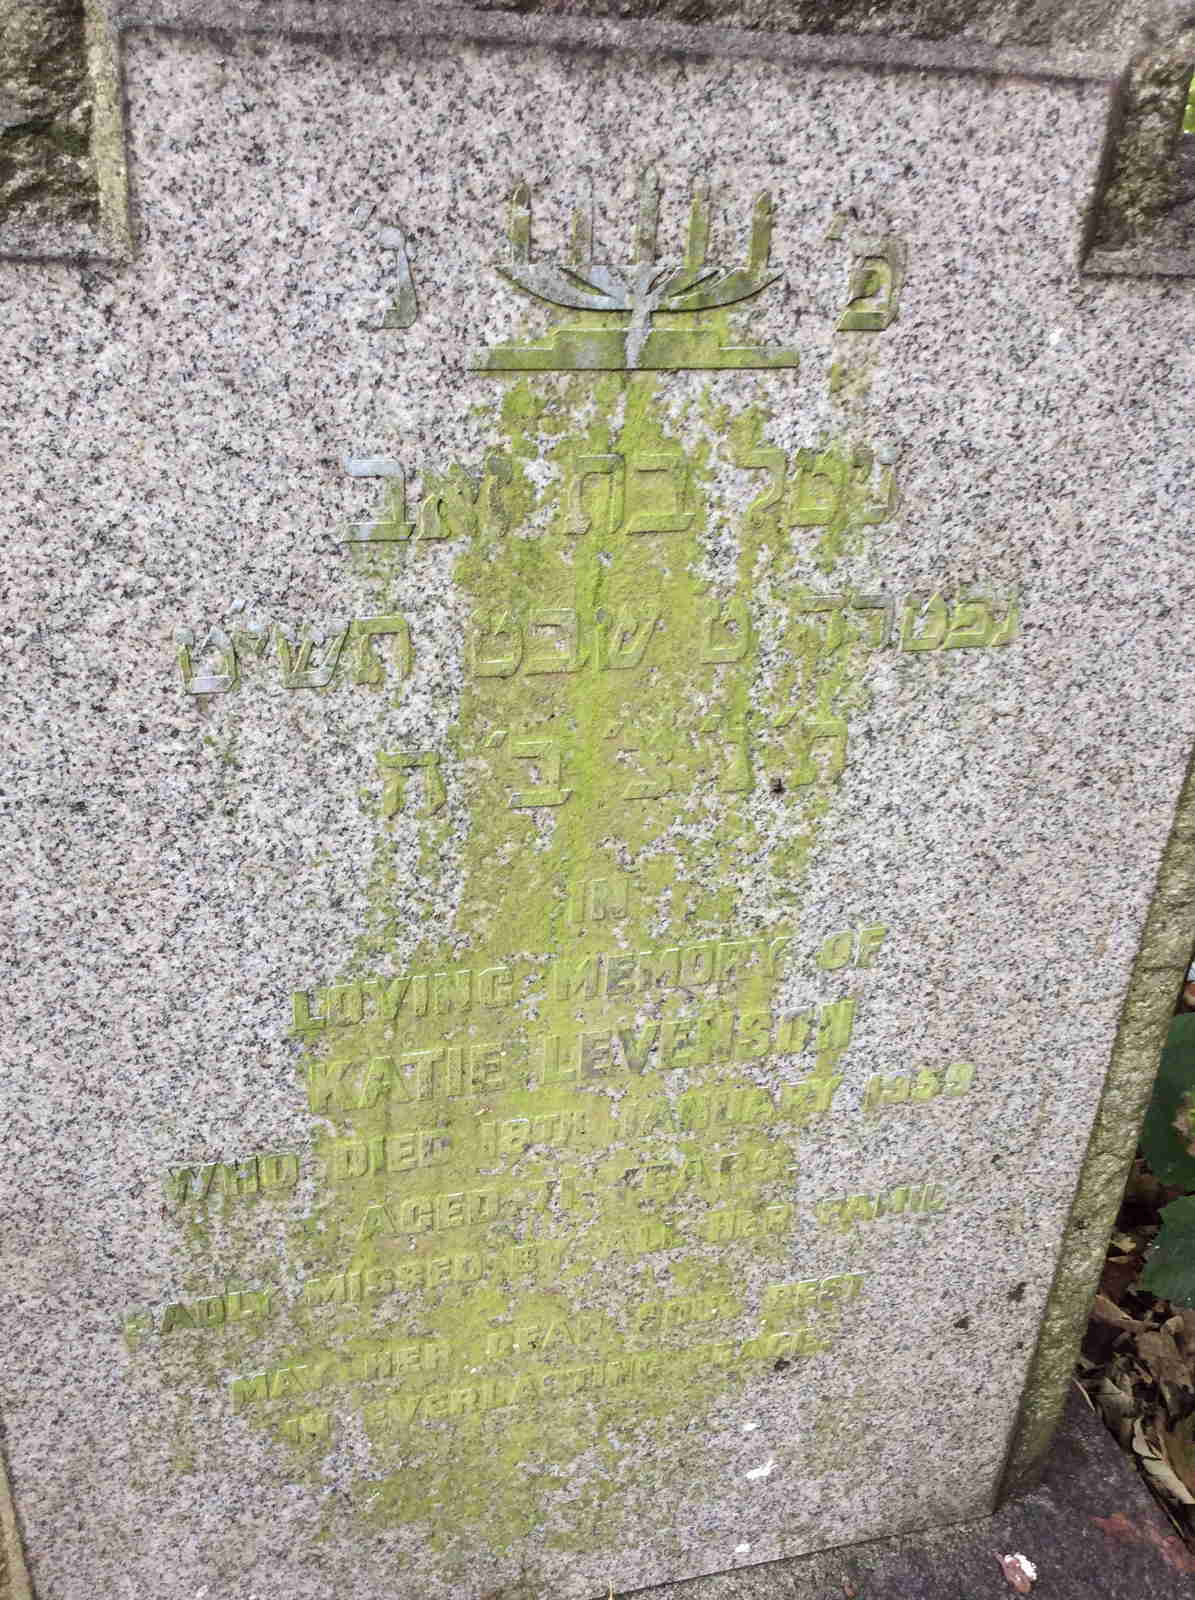 פ׳ נ׳
גיטל בת זאב
נפטרה ט שבט תשי״ט
ת׳ נ׳ צ׳ ב׳ ה
IN
LOVING MEMORY OF
KATIE LEVENSON
WHO DIED 18TH JANUARY 1959
AGED 71 YEARS.
SADLY MISSED BY ALL HER FAMILY
MAY HER DEAR SOUL REST
IN EVERLASTING PEACE.